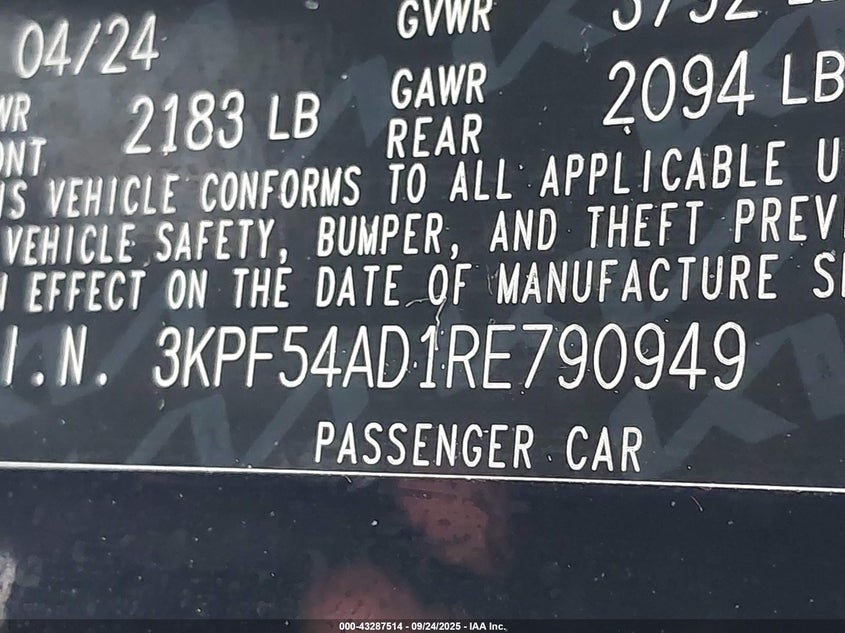 GVWR
04/24
2183 LB
GAWR
REAR
2094 LB
VEHICLE CONFORMS TO ALL APPLICABLE
VEHICLE SAFETY, BUMPER, AND THEFT
EFFECT ON THE DATE OF MANUFACTURE
I.N. 3KPF54AD1RE790949
PASSENGER CAR
000-43287514 - 09/24/2025 - IAA Inc.